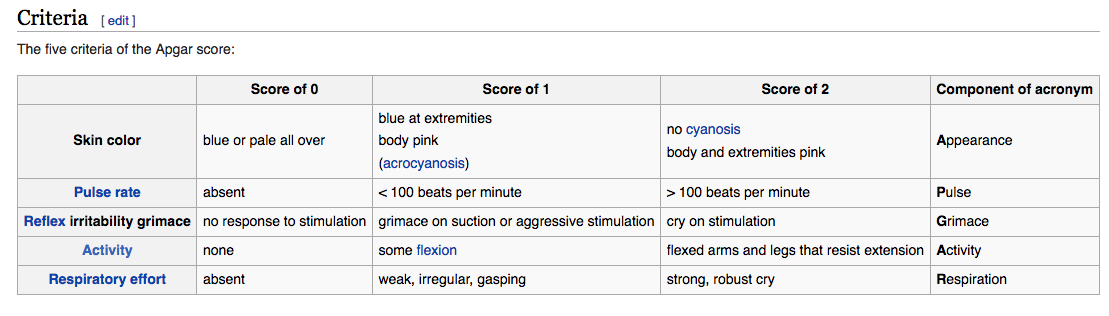 Criteria [ edit ]
The five criteria of the Apgar score:
Score of 0 Score of 1 Score of 2 Component of acronym
Skin color blue or pale all over blue at extremities
body pink
(acrocyanosis) no cyanosis
body and extremities pink Appearance
Pulse rate absent < 100 beats per minute > 100 beats per minute Pulse
Reflex irritability grimace no response to stimulation grimace on suction or aggressive stimulation cry on stimulation Grimace
Activity none some flexion flexed arms and legs that resist extension Activity
Respiratory effort absent weak, irregular, gasping strong, robust cry Respiration